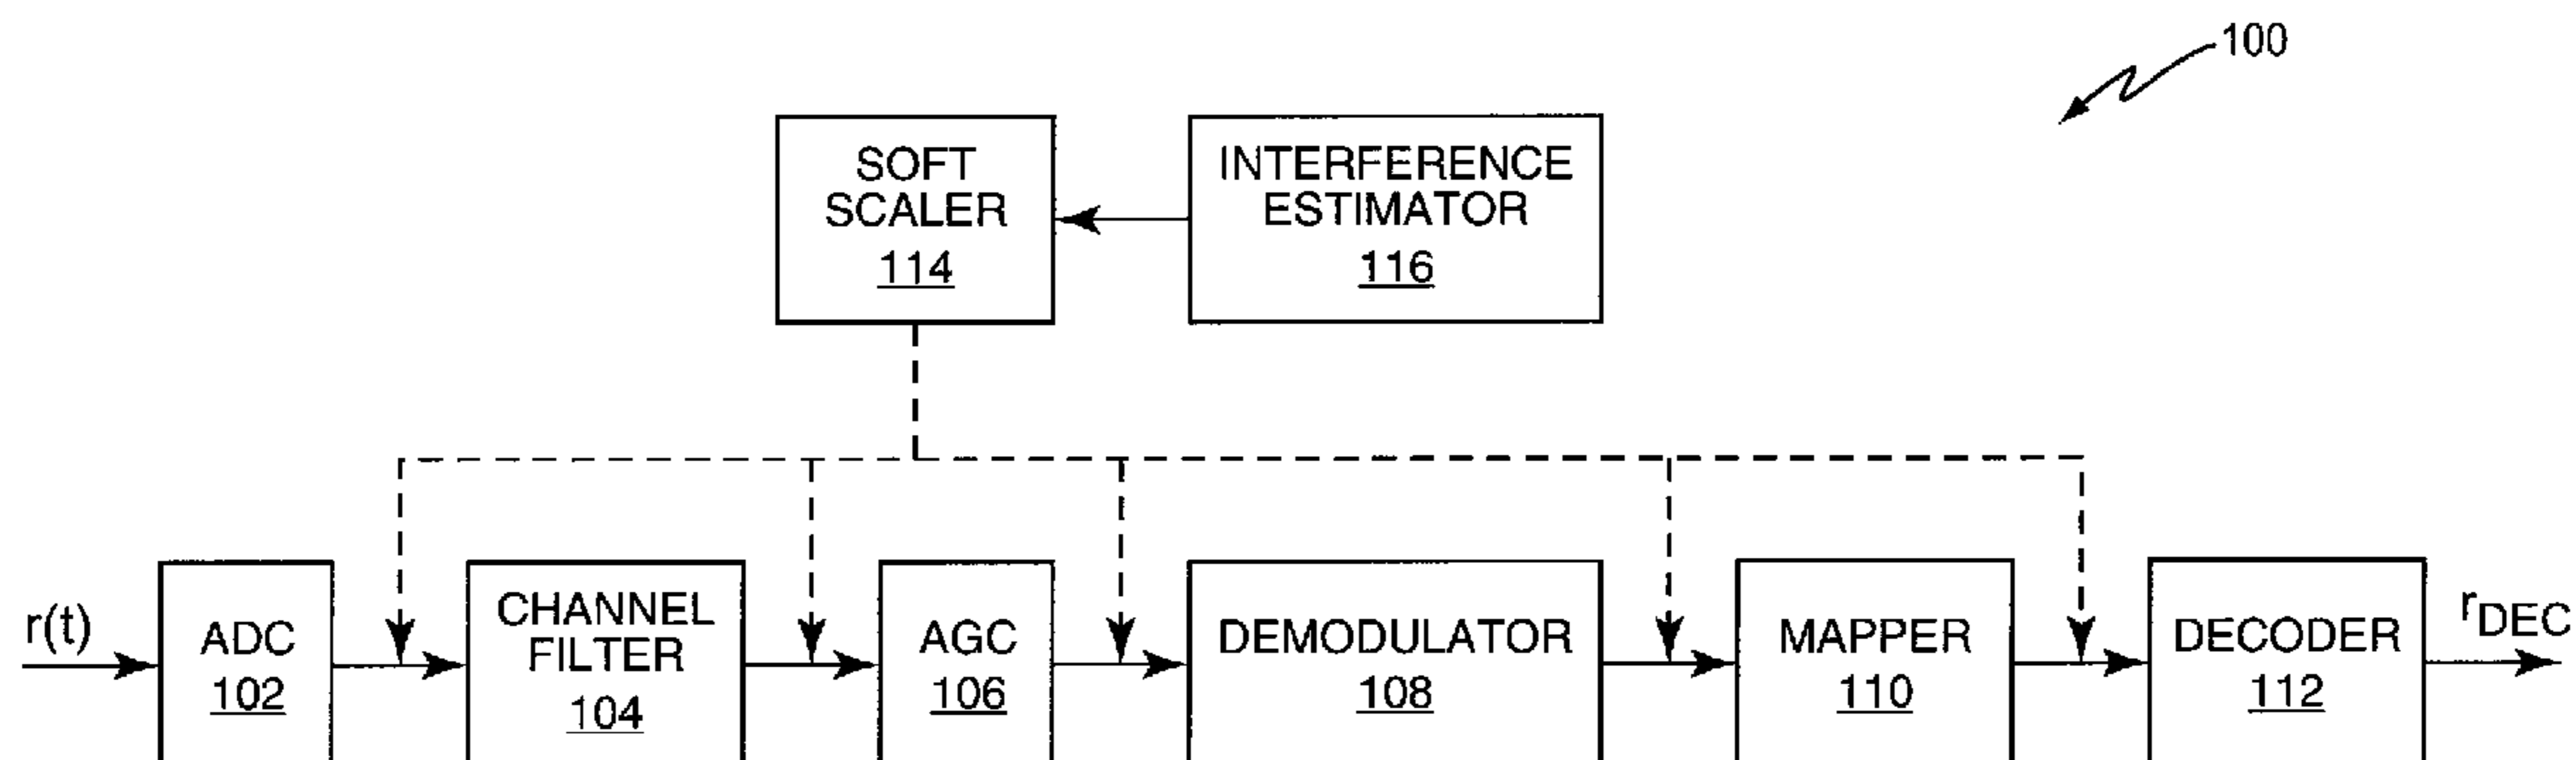 100
SOFT
SCALER
114
INTERFERENCE
ESTIMATOR
116
r(t)
ADC
102
CHANNEL
FILTER
104
AGC
106
DEMODULATOR
108
MAPPER
110
DECODER
112
rDEC